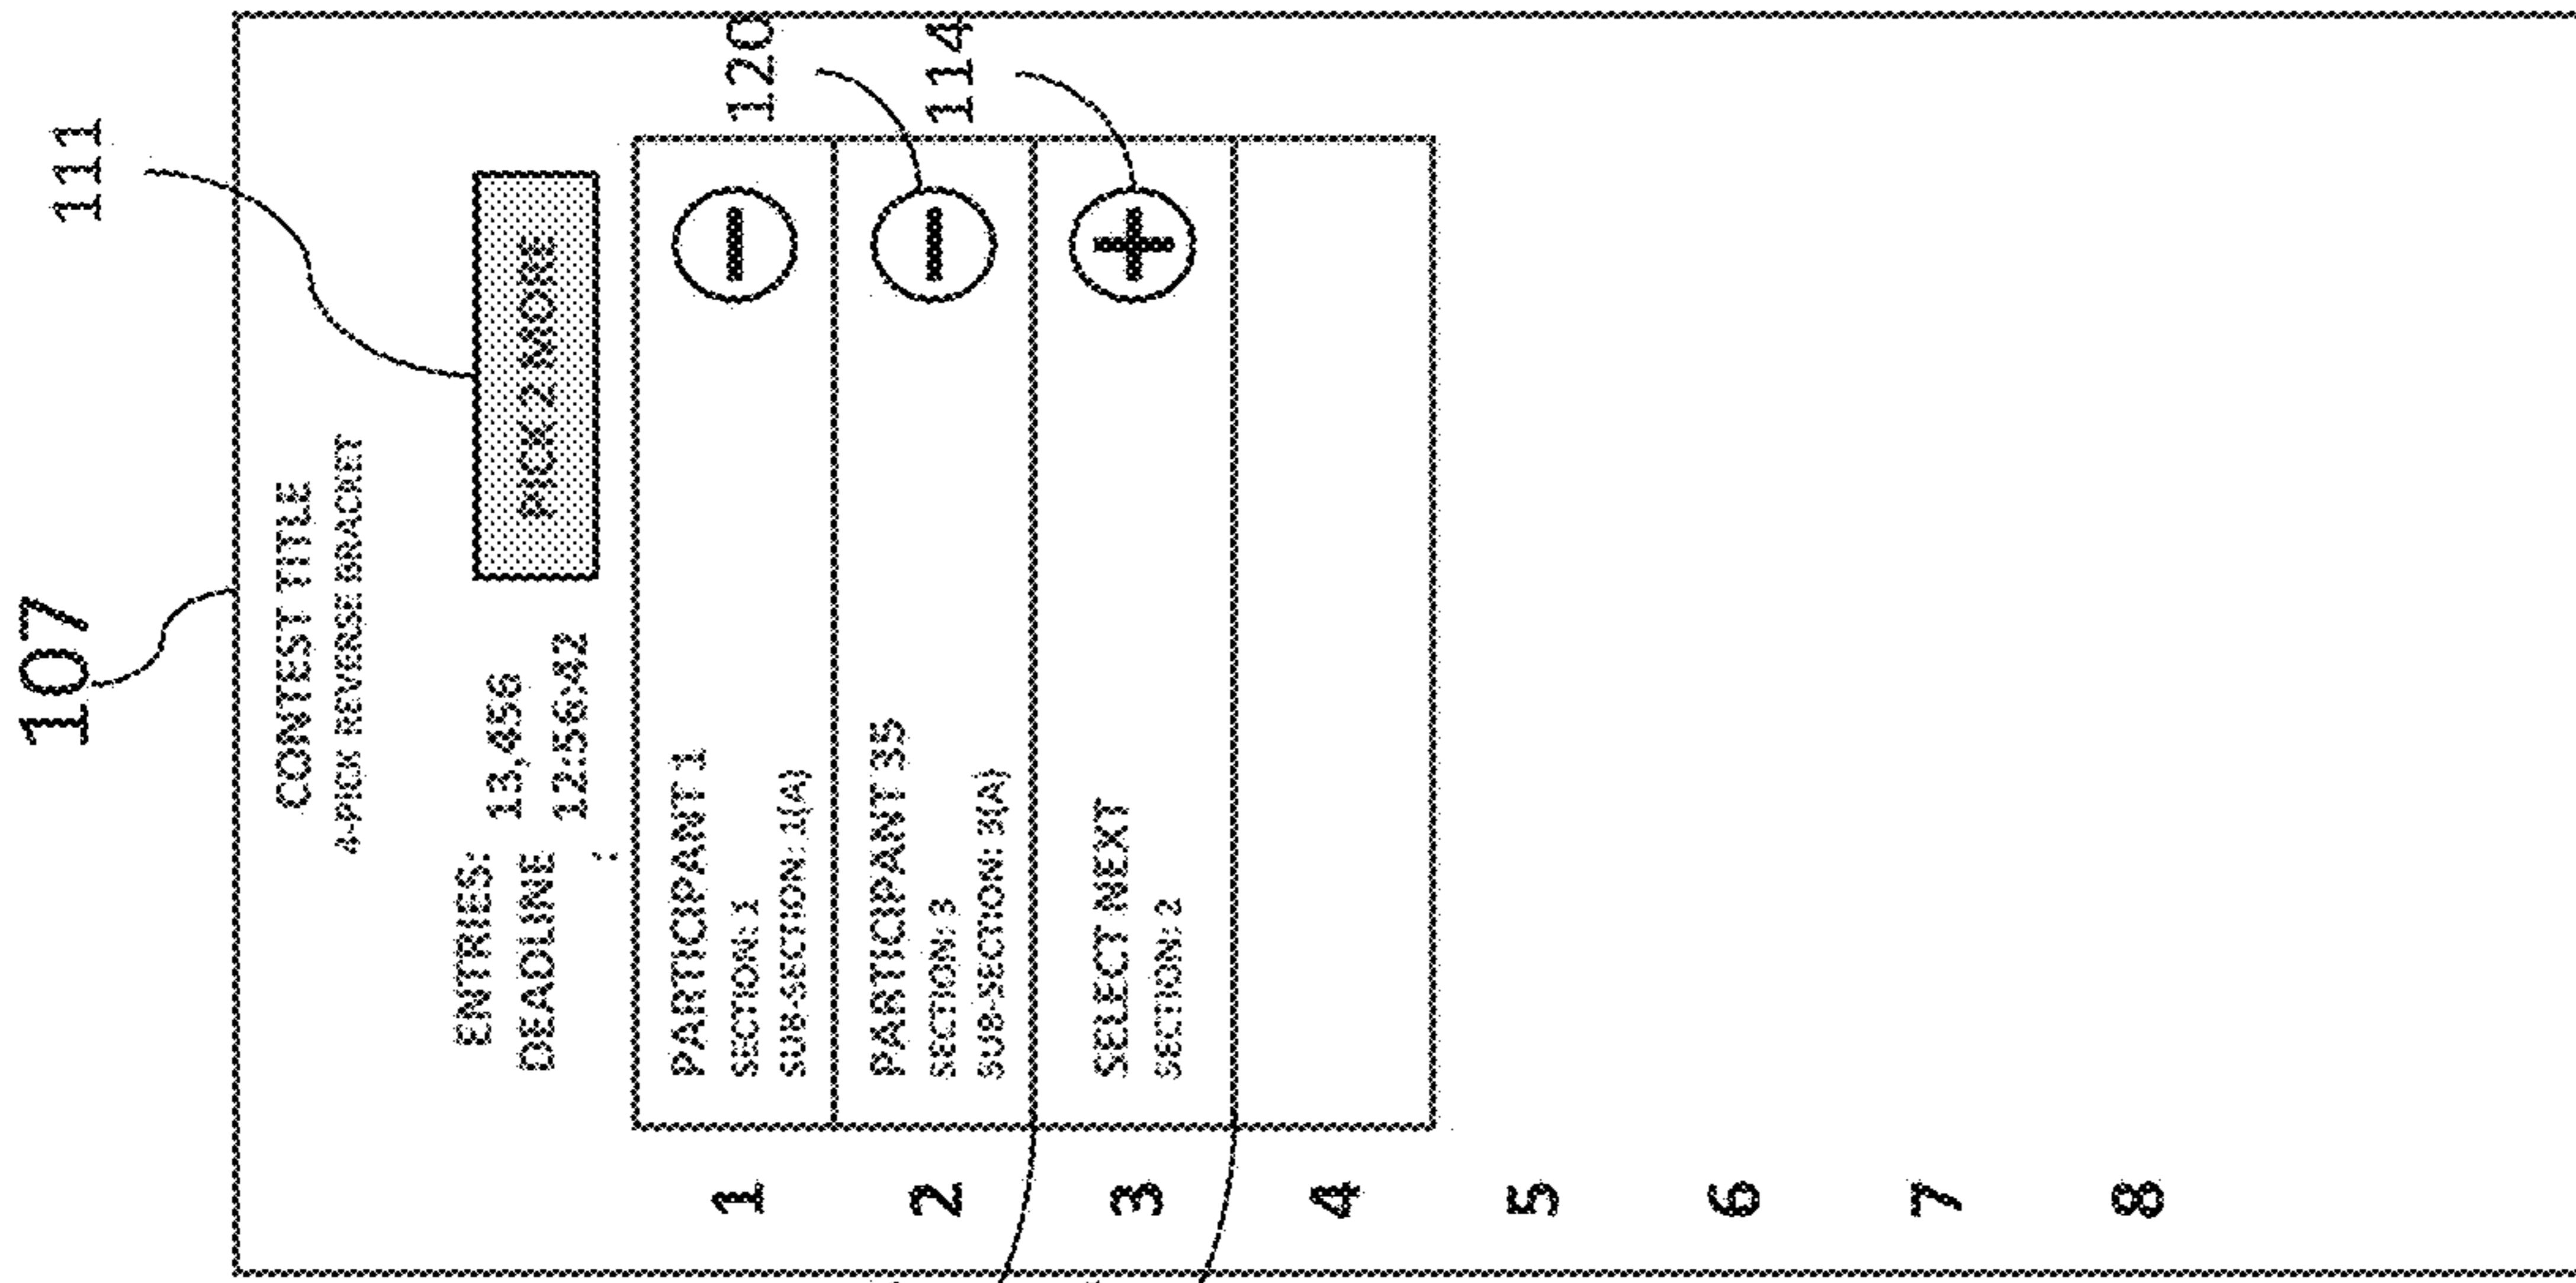 107
111
CONTEST TITLE
4-PICK REVERSE BRACKET
ENTRIES: 13,456
DEADLINE: 12:56:42
PICK 2 MORE
120
1 PARTICIPANT 1
SECTION: 1
SUB-SECTION: 1(A)
114
2 PARTICIPANT 35
SECTION: 3
SUB-SECTION: 3(A)
3 SELECT NEXT
SECTION: 2
4
5
6
7
8